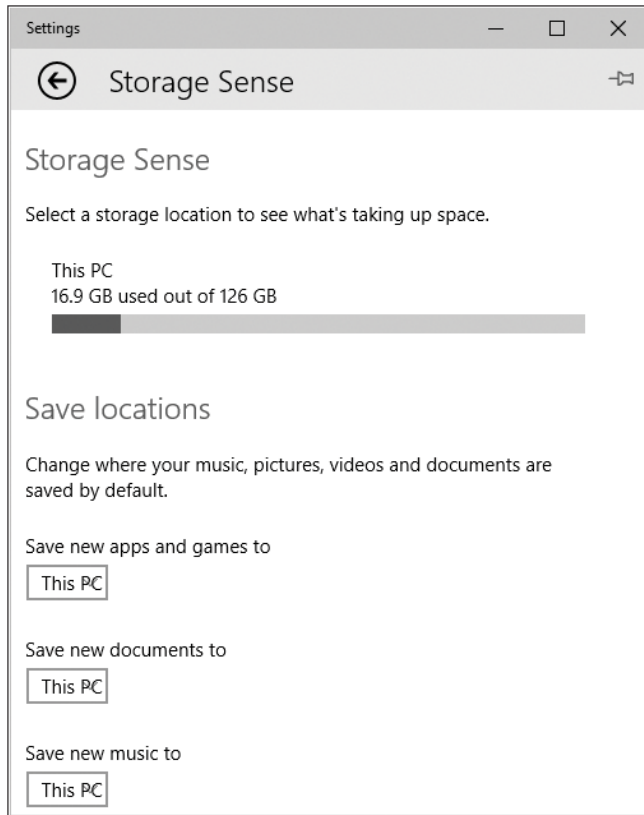 Settings
Storage Sense
Storage Sense
Select a storage location to see what's taking up space.
This PC
16.9 GB used out of 126 GB
Save locations
Change where your music, pictures, videos and documents are
saved by default.
Save new apps and games to
This PC
Save new documents to
This PC
Save new music to
This PC